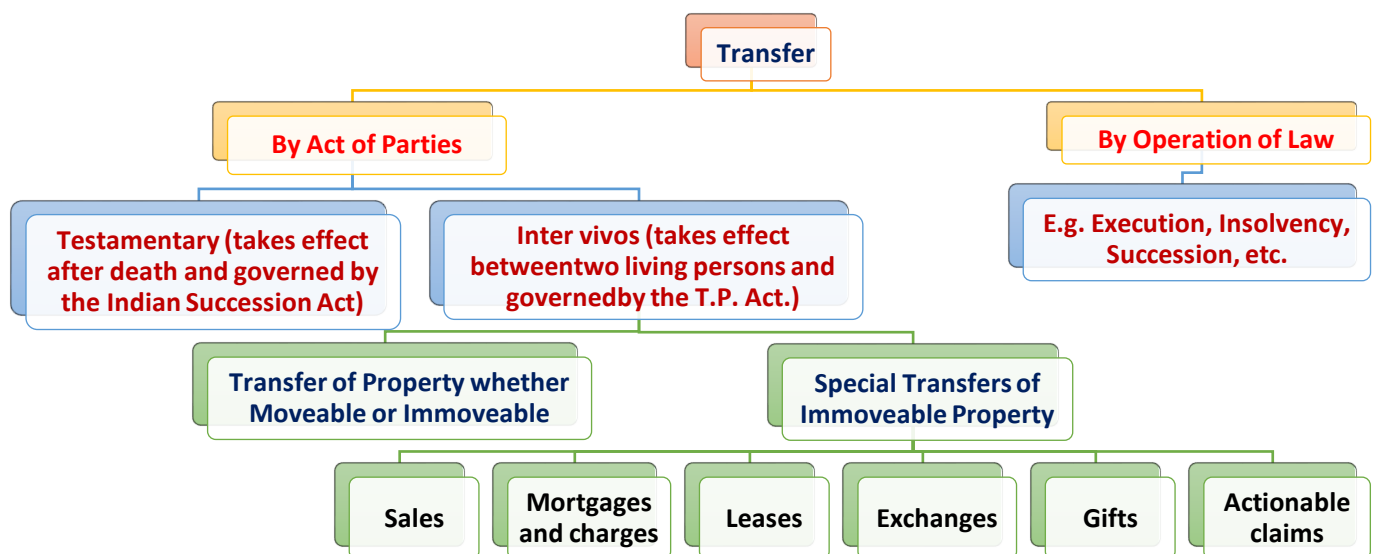 Transfer
By Act of Parties
By Operation of Law
Testamentary (takes effect
after death and governed by
the Indian Succession Act)
Inter vivos (takes effect
betweentwo living persons and
governedby the T.P. Act.)
E.g. Execution, Insolvency,
Succession, etc.
Transfer of Property whether
Moveable or Immoveable
Special Transfers of
Immoveable Property
Sales
Mortgages
and charges
Leases
Exchanges
Gifts
Actionable
claims